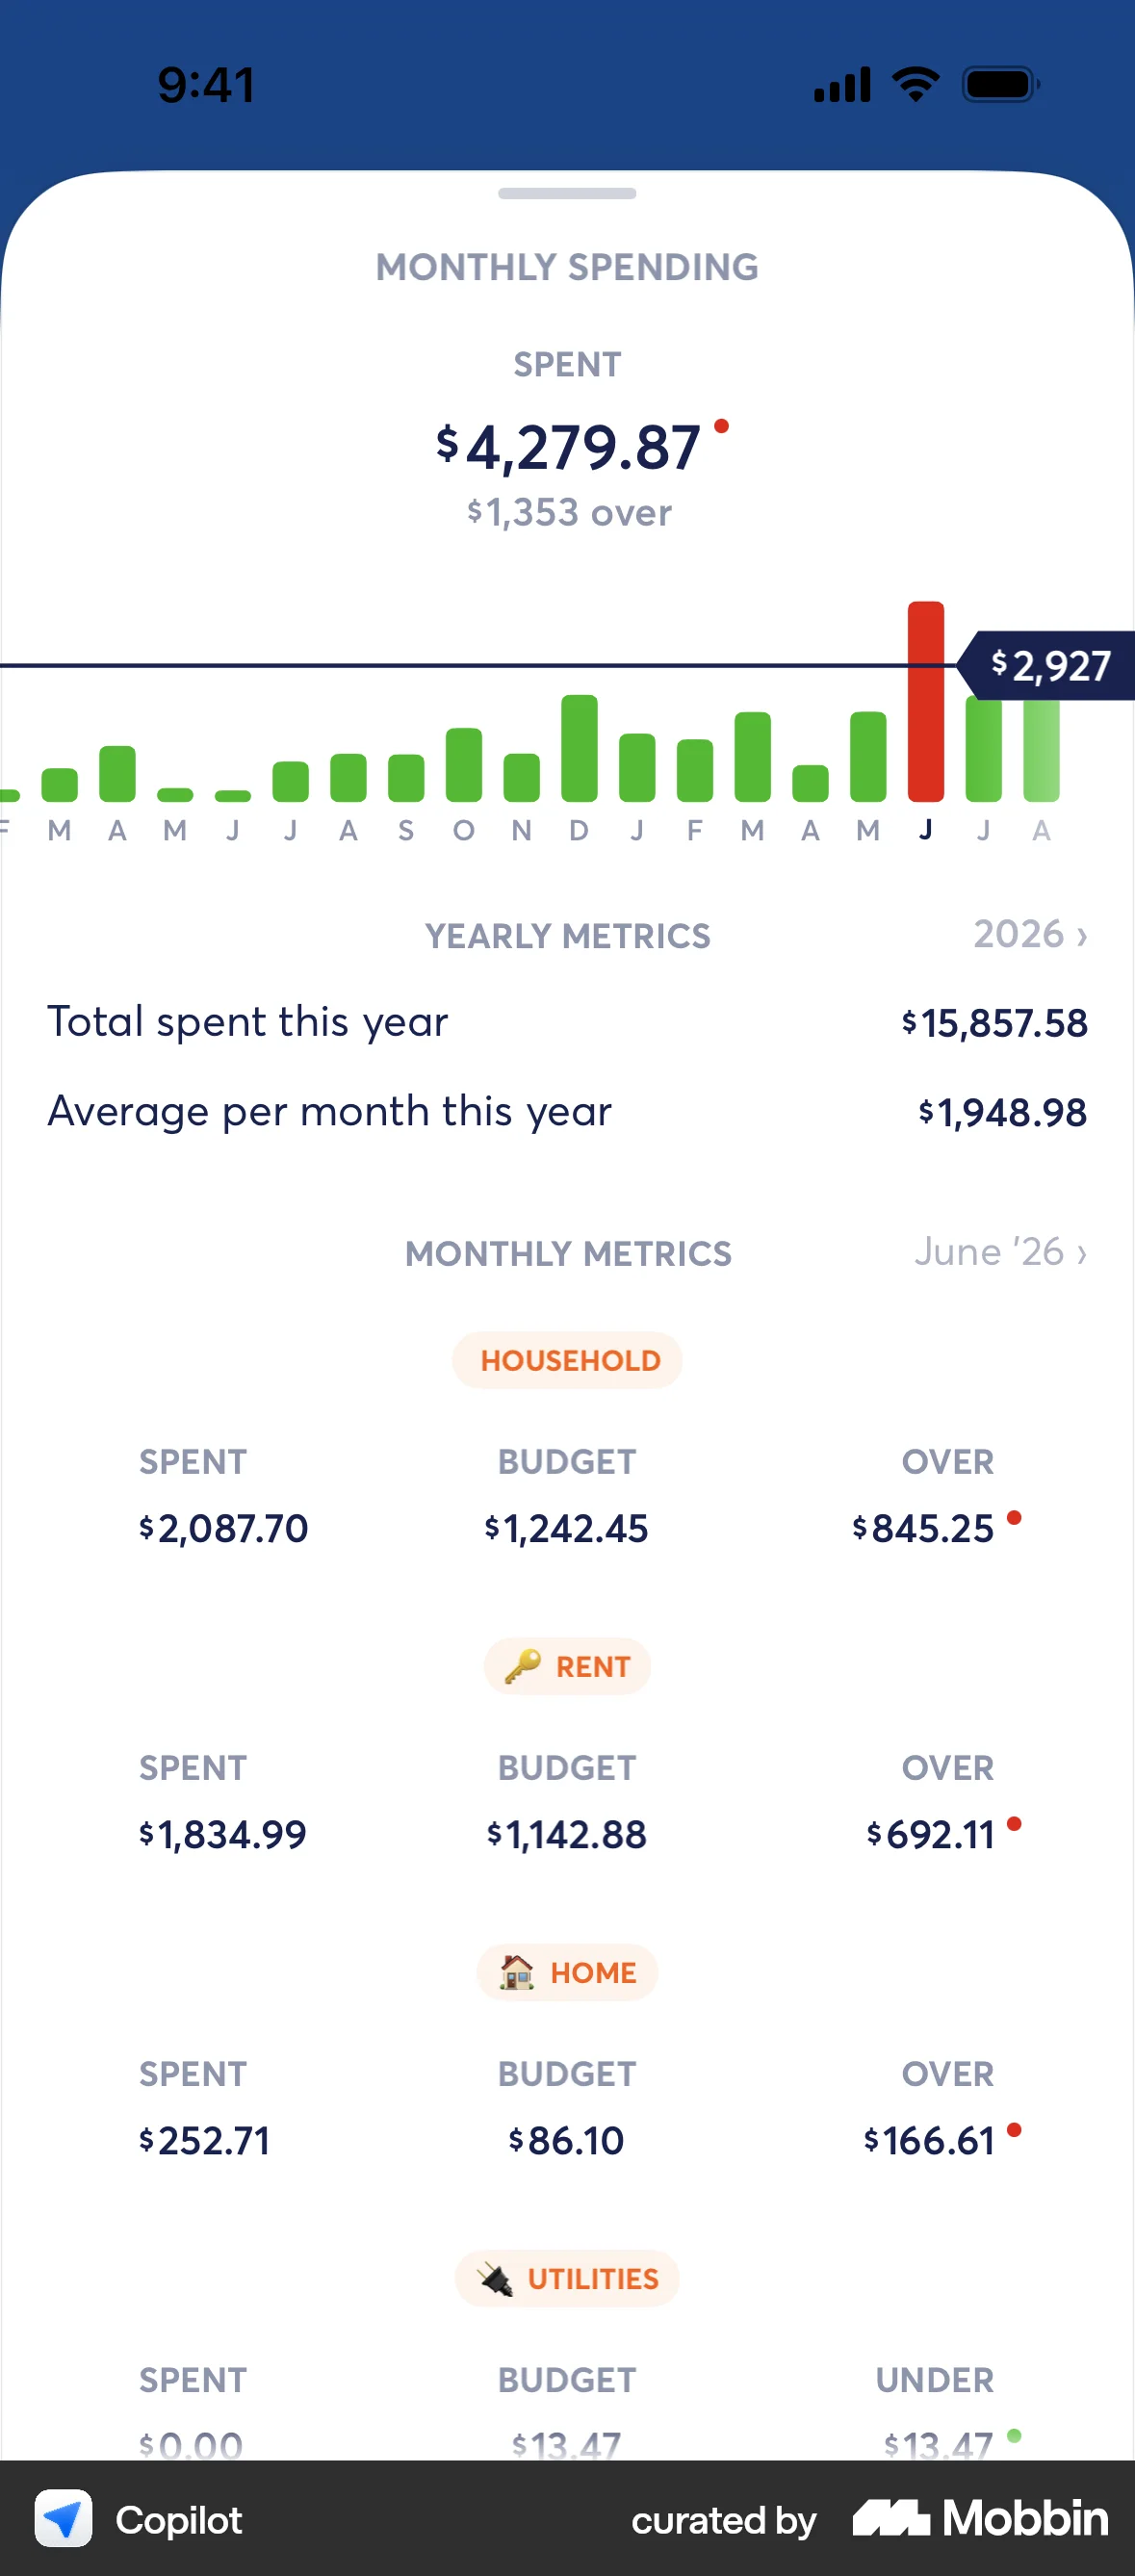 9:41
MONTHLY SPENDING
SPENT
$4,279.87
$1,353 over
$2,927
F M A M J J A S O N D J F M A M J J A
YEARLY METRICS 2026 ›
Total spent this year $15,857.58
Average per month this year $1,948.98
MONTHLY METRICS June '26 ›
HOUSEHOLD
SPENT BUDGET OVER
$2,087.70 $1,242.45 $845.25
RENT
SPENT BUDGET OVER
$1,834.99 $1,142.88 $692.11
HOME
SPENT BUDGET OVER
$252.71 $86.10 $166.61
UTILITIES
SPENT BUDGET UNDER
$0.00 $13.47 $13.47
Copilot curated by Mobbin